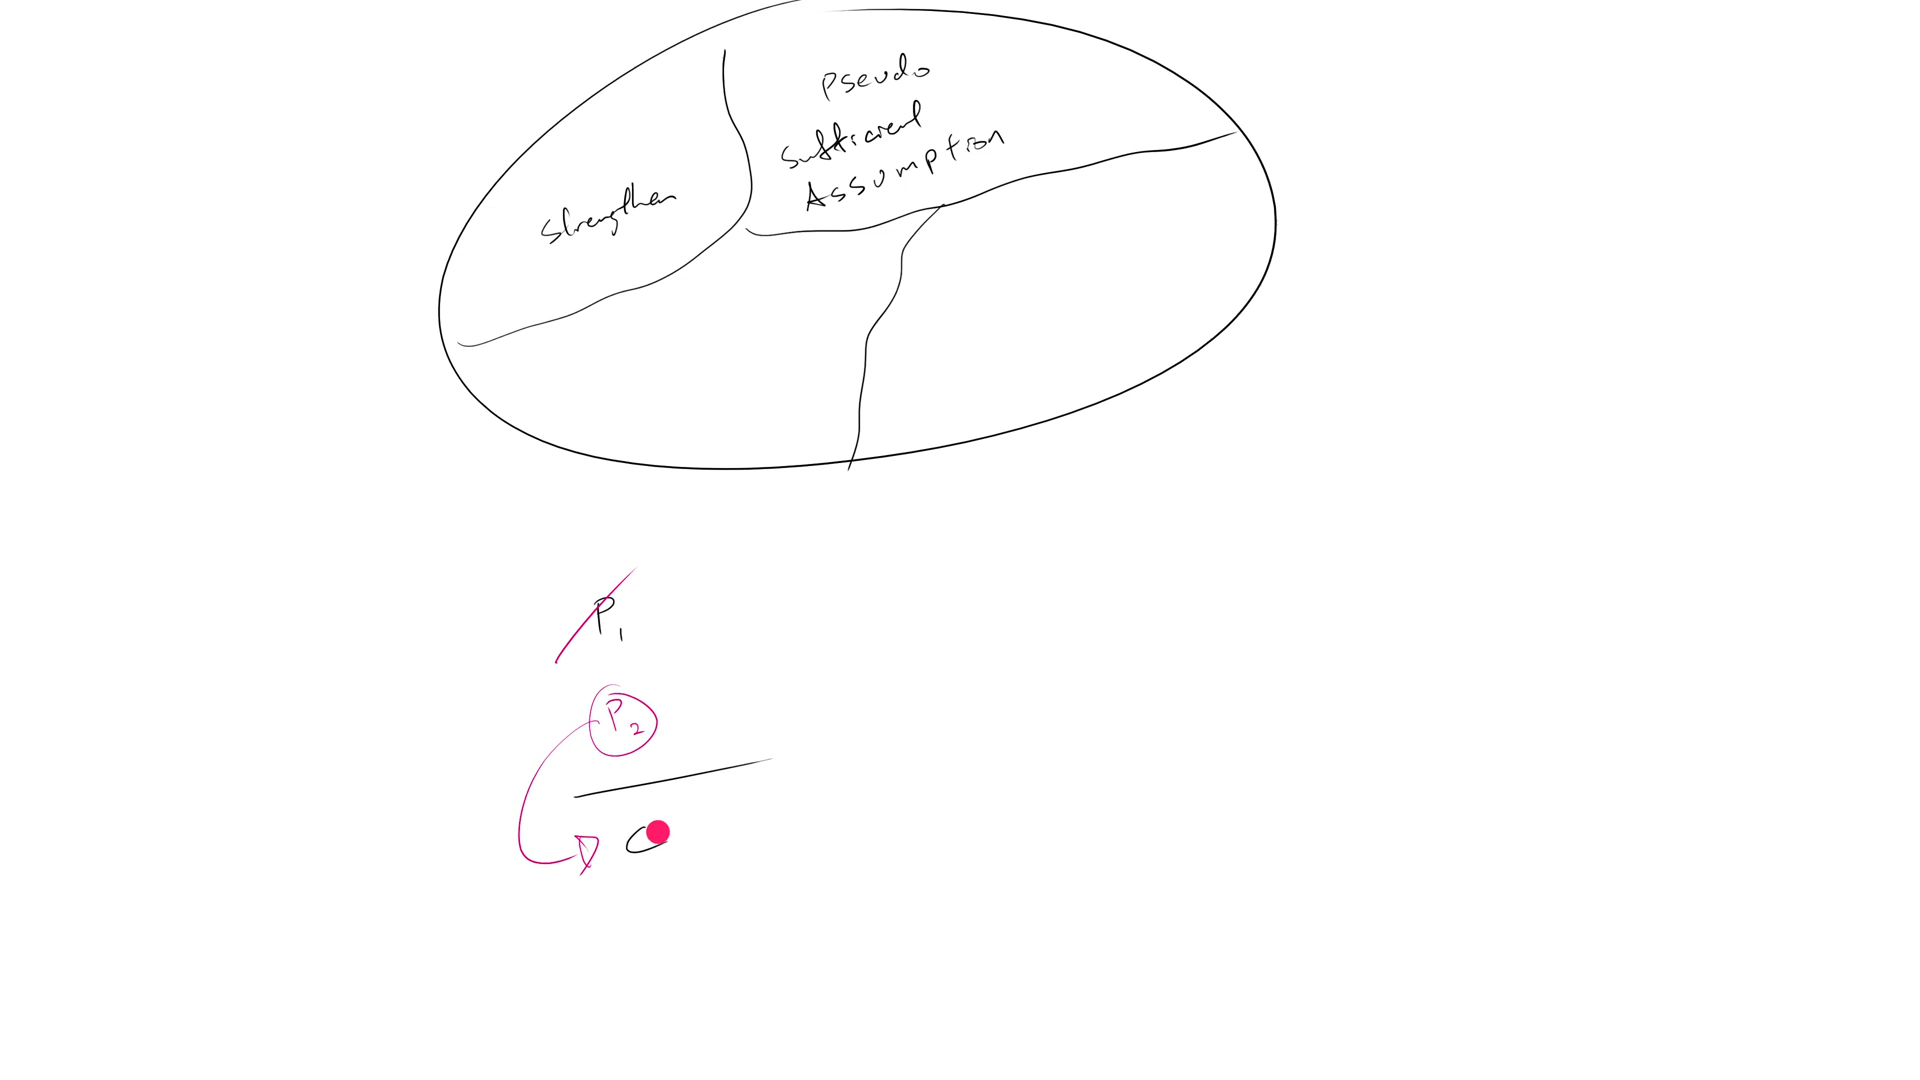 Pseudo
Sufficient
Assumption
Strengthen
P1
P2
C